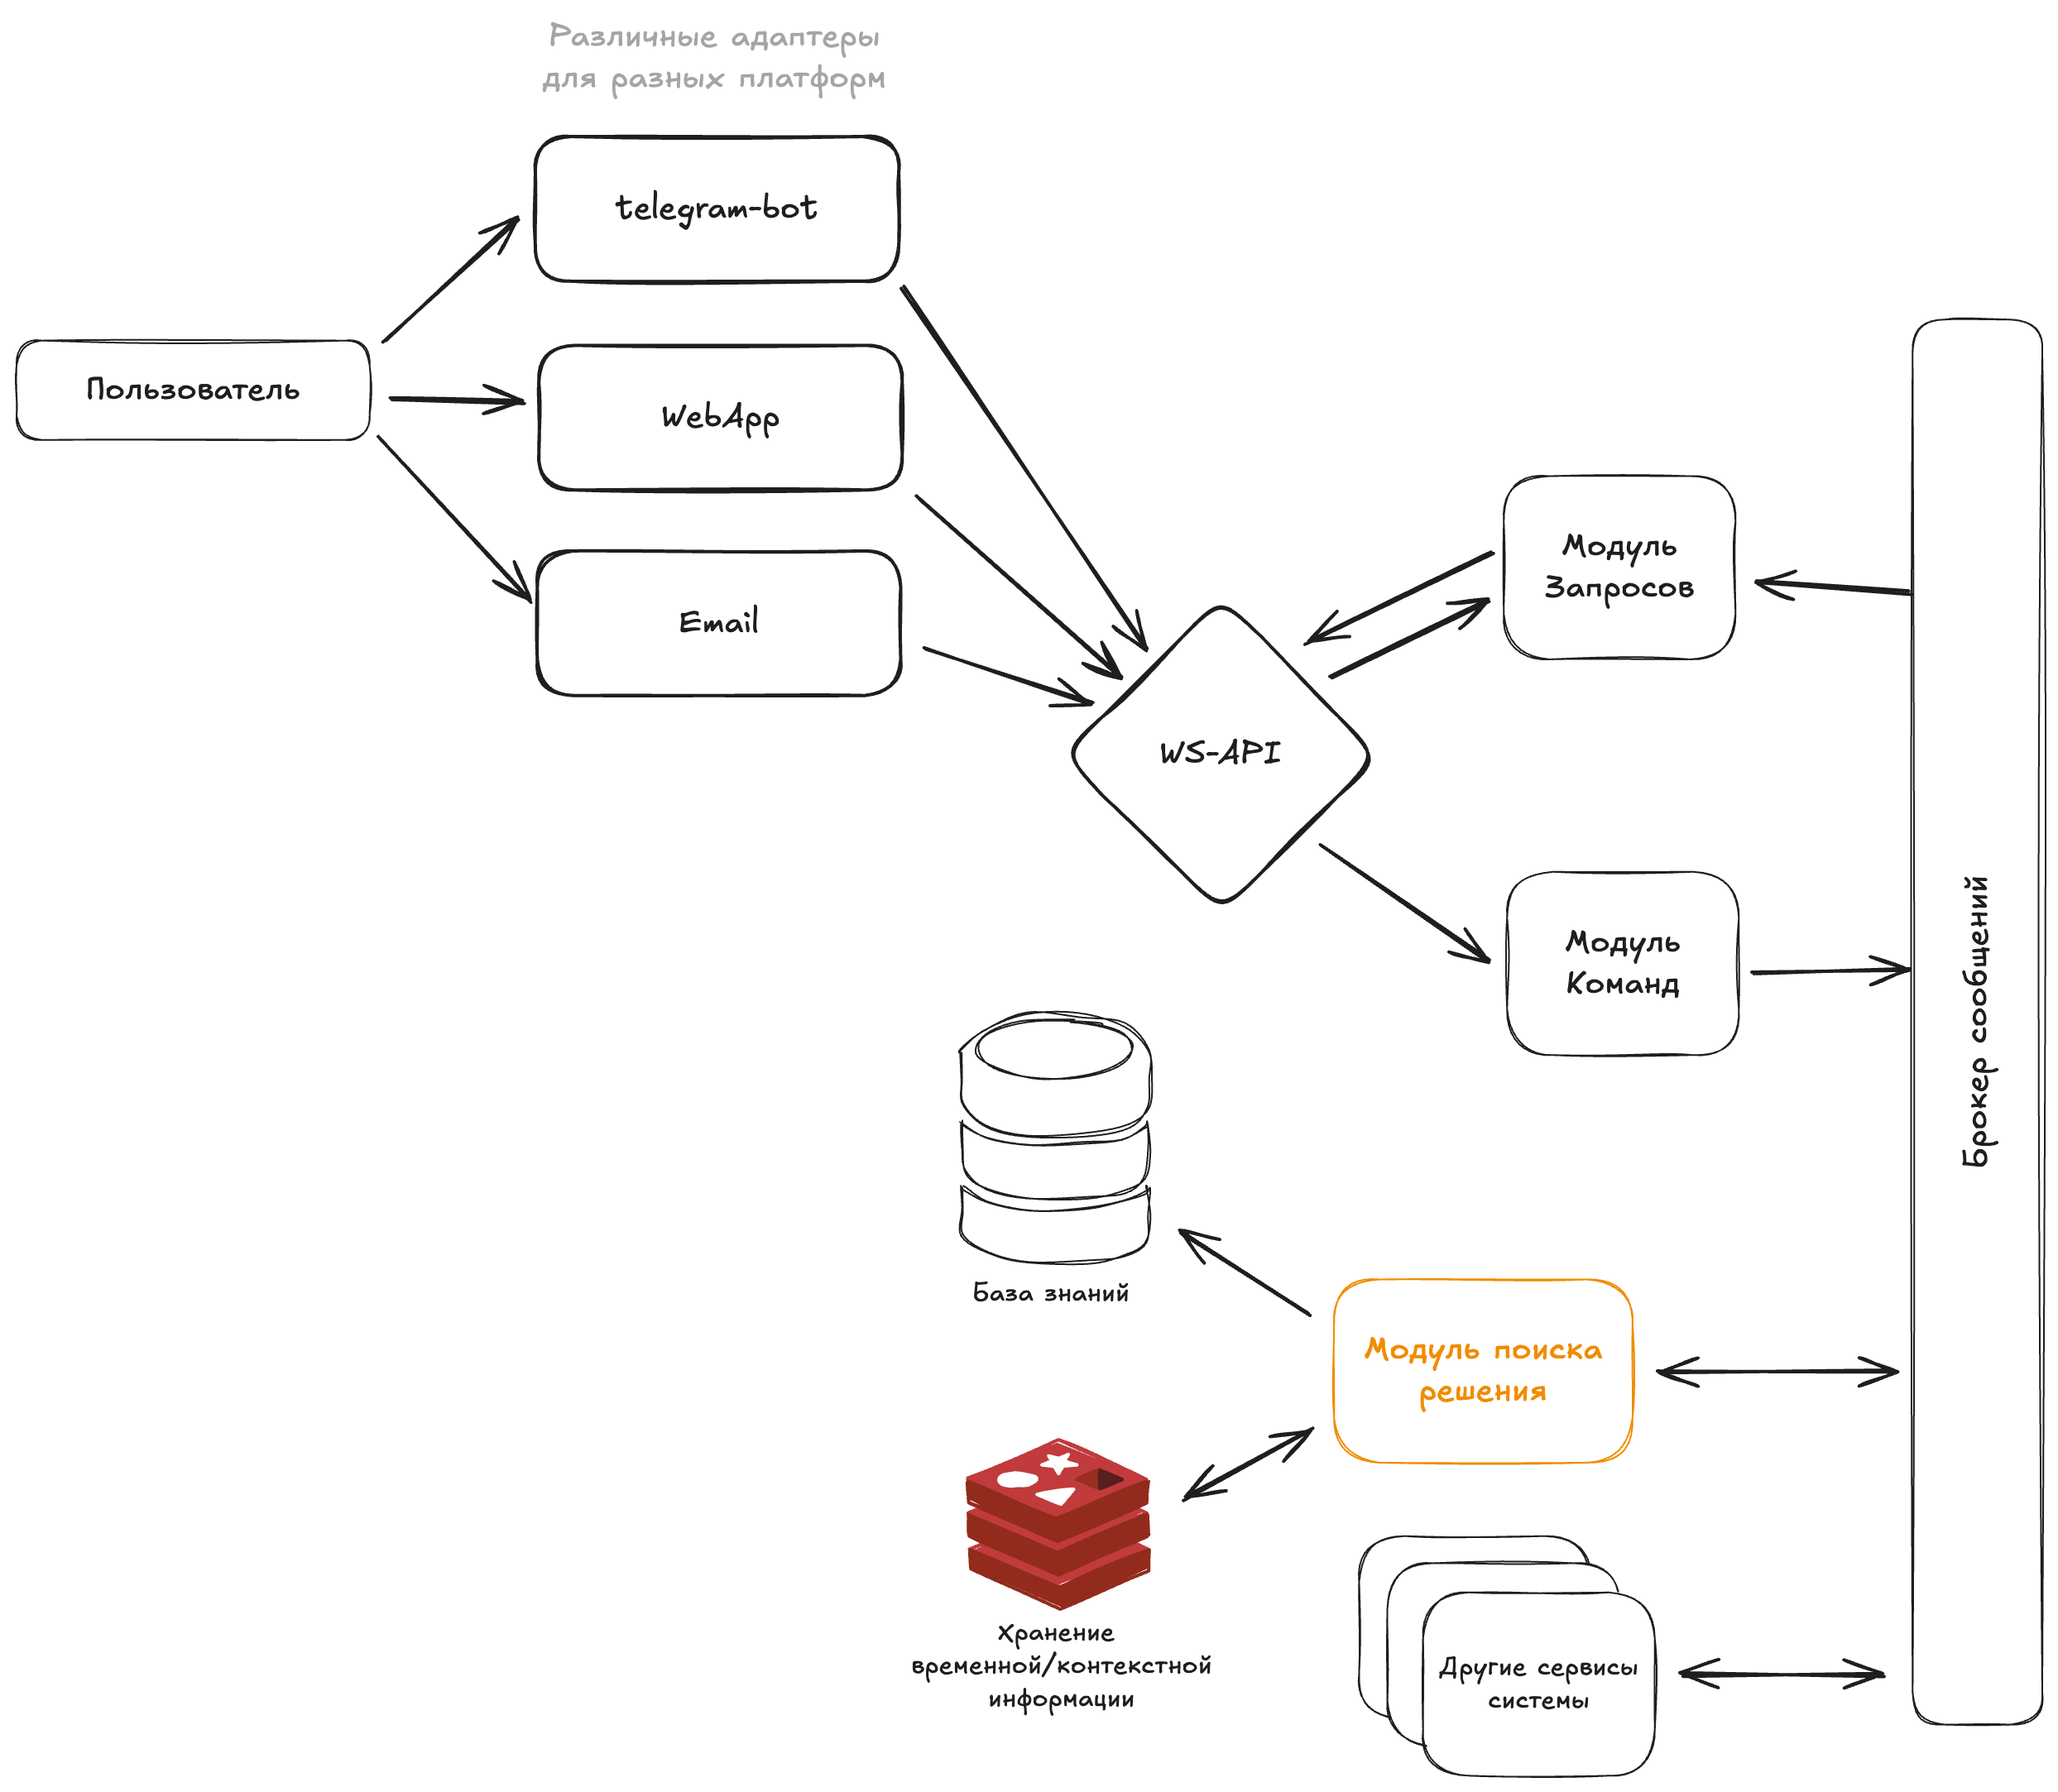 Различные адаптеры
для разных платформ
telegram-bot
Пользователь
WebApp
Email
Модуль
Запросов
WS-API
Модуль
Команд
Брокер сообщений
База знаний
Модуль поиска
решения
Хранение
временной/контекстной
информации
Другие сервисы
системы